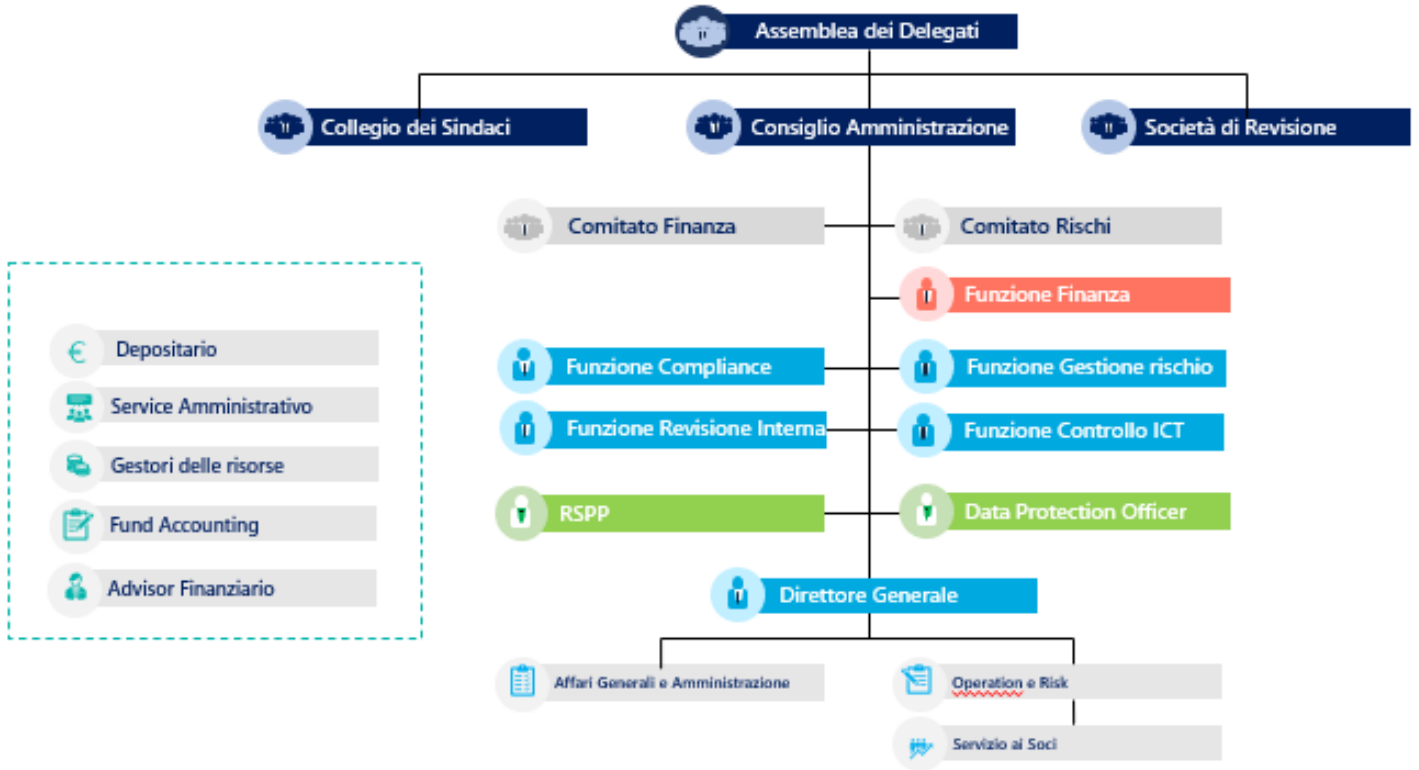 Assemblea dei Delegati
Collegio dei Sindaci
Consiglio Amministrazione
Società di Revisione
Comitato Finanza
Comitato Rischi
Funzione Finanza
Funzione Compliance
Funzione Gestione rischio
Funzione Revisione Interna
Funzione Controllo ICT
RSPP
Data Protection Officer
Direttore Generale
Affari Generali e Amministrazione
Operation e Risk
Servizio ai Soci
€
Depositario
Service Amministrativo
Gestori delle risorse
Fund Accounting
Advisor Finanziario